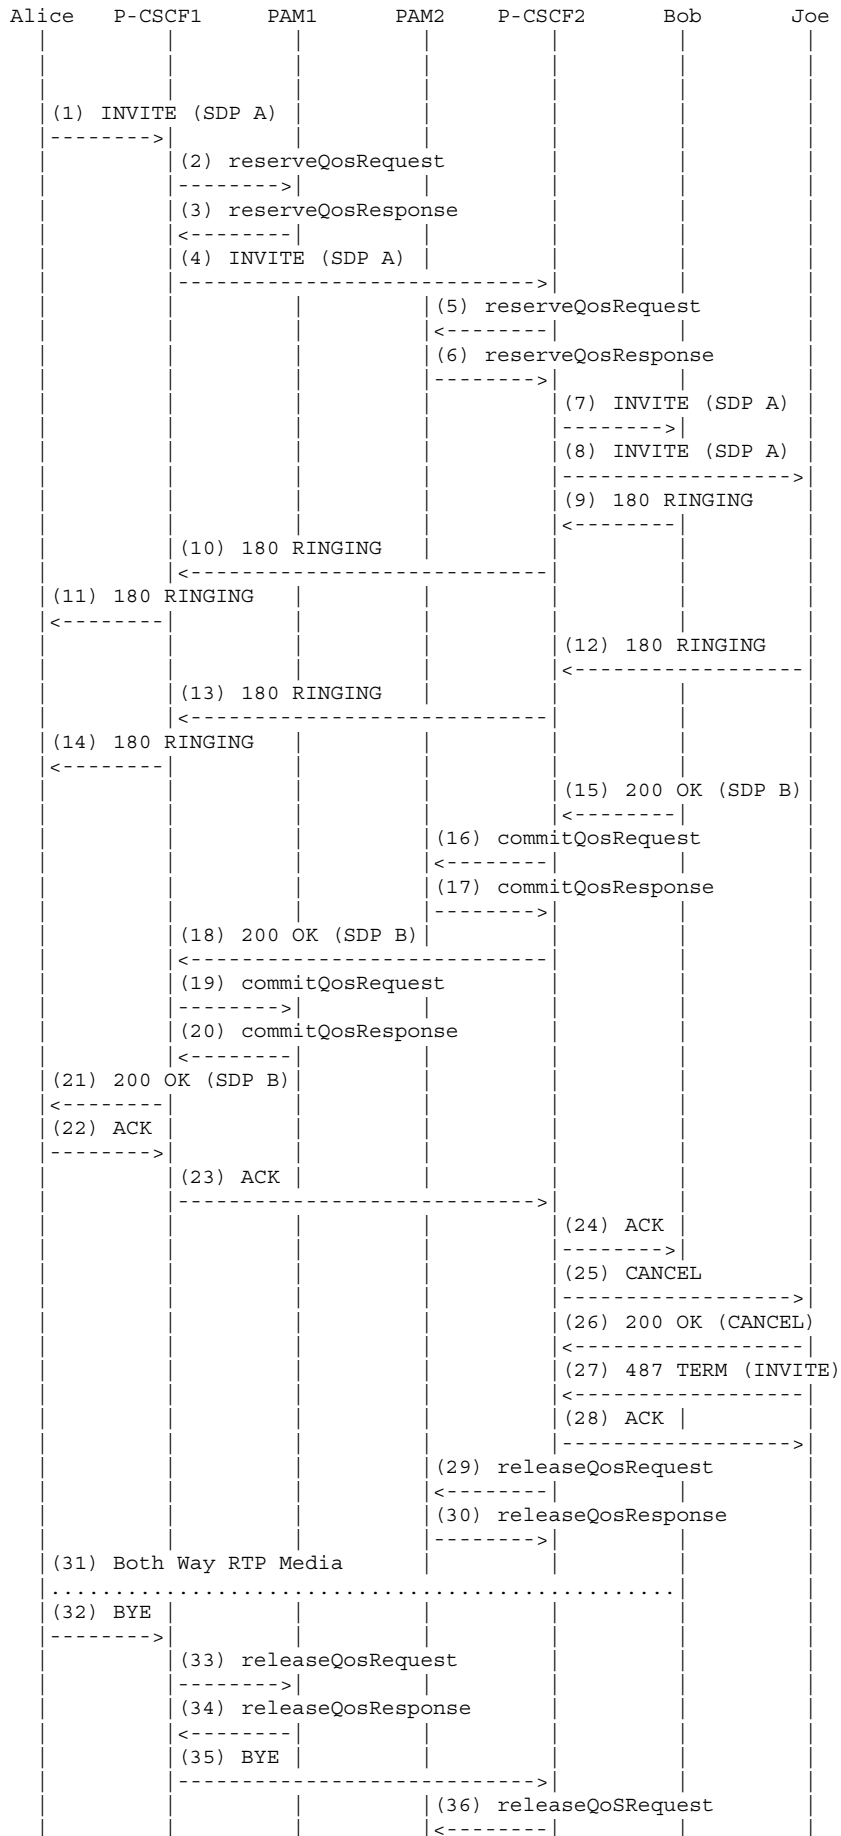 Alice P-CSCF1 PAM1 PAM2 P-CSCF2 Bob Joe
(1) INVITE (SDP A)
(2) reserveQosRequest
(3) reserveQosResponse
(4) INVITE (SDP A)
(5) reserveQosRequest
(6) reserveQosResponse
(7) INVITE (SDP A)
(8) INVITE (SDP A)
(9) 180 RINGING
(10) 180 RINGING
(11) 180 RINGING
(12) 180 RINGING
(13) 180 RINGING
(14) 180 RINGING
(15) 200 OK (SDP B)
(16) commitQosRequest
(17) commitQosResponse
(18) 200 OK (SDP B)
(19) commitQosRequest
(20) commitQosResponse
(21) 200 OK (SDP B)
(22) ACK
(23) ACK
(24) ACK
(25) CANCEL
(26) 200 OK (CANCEL)
(27) 487 TERM (INVITE)
(28) ACK
(29) releaseQosRequest
(30) releaseQosResponse
(31) Both Way RTP Media
(32) BYE
(33) releaseQosRequest
(34) releaseQosResponse
(35) BYE
(36) releaseQoSRequest